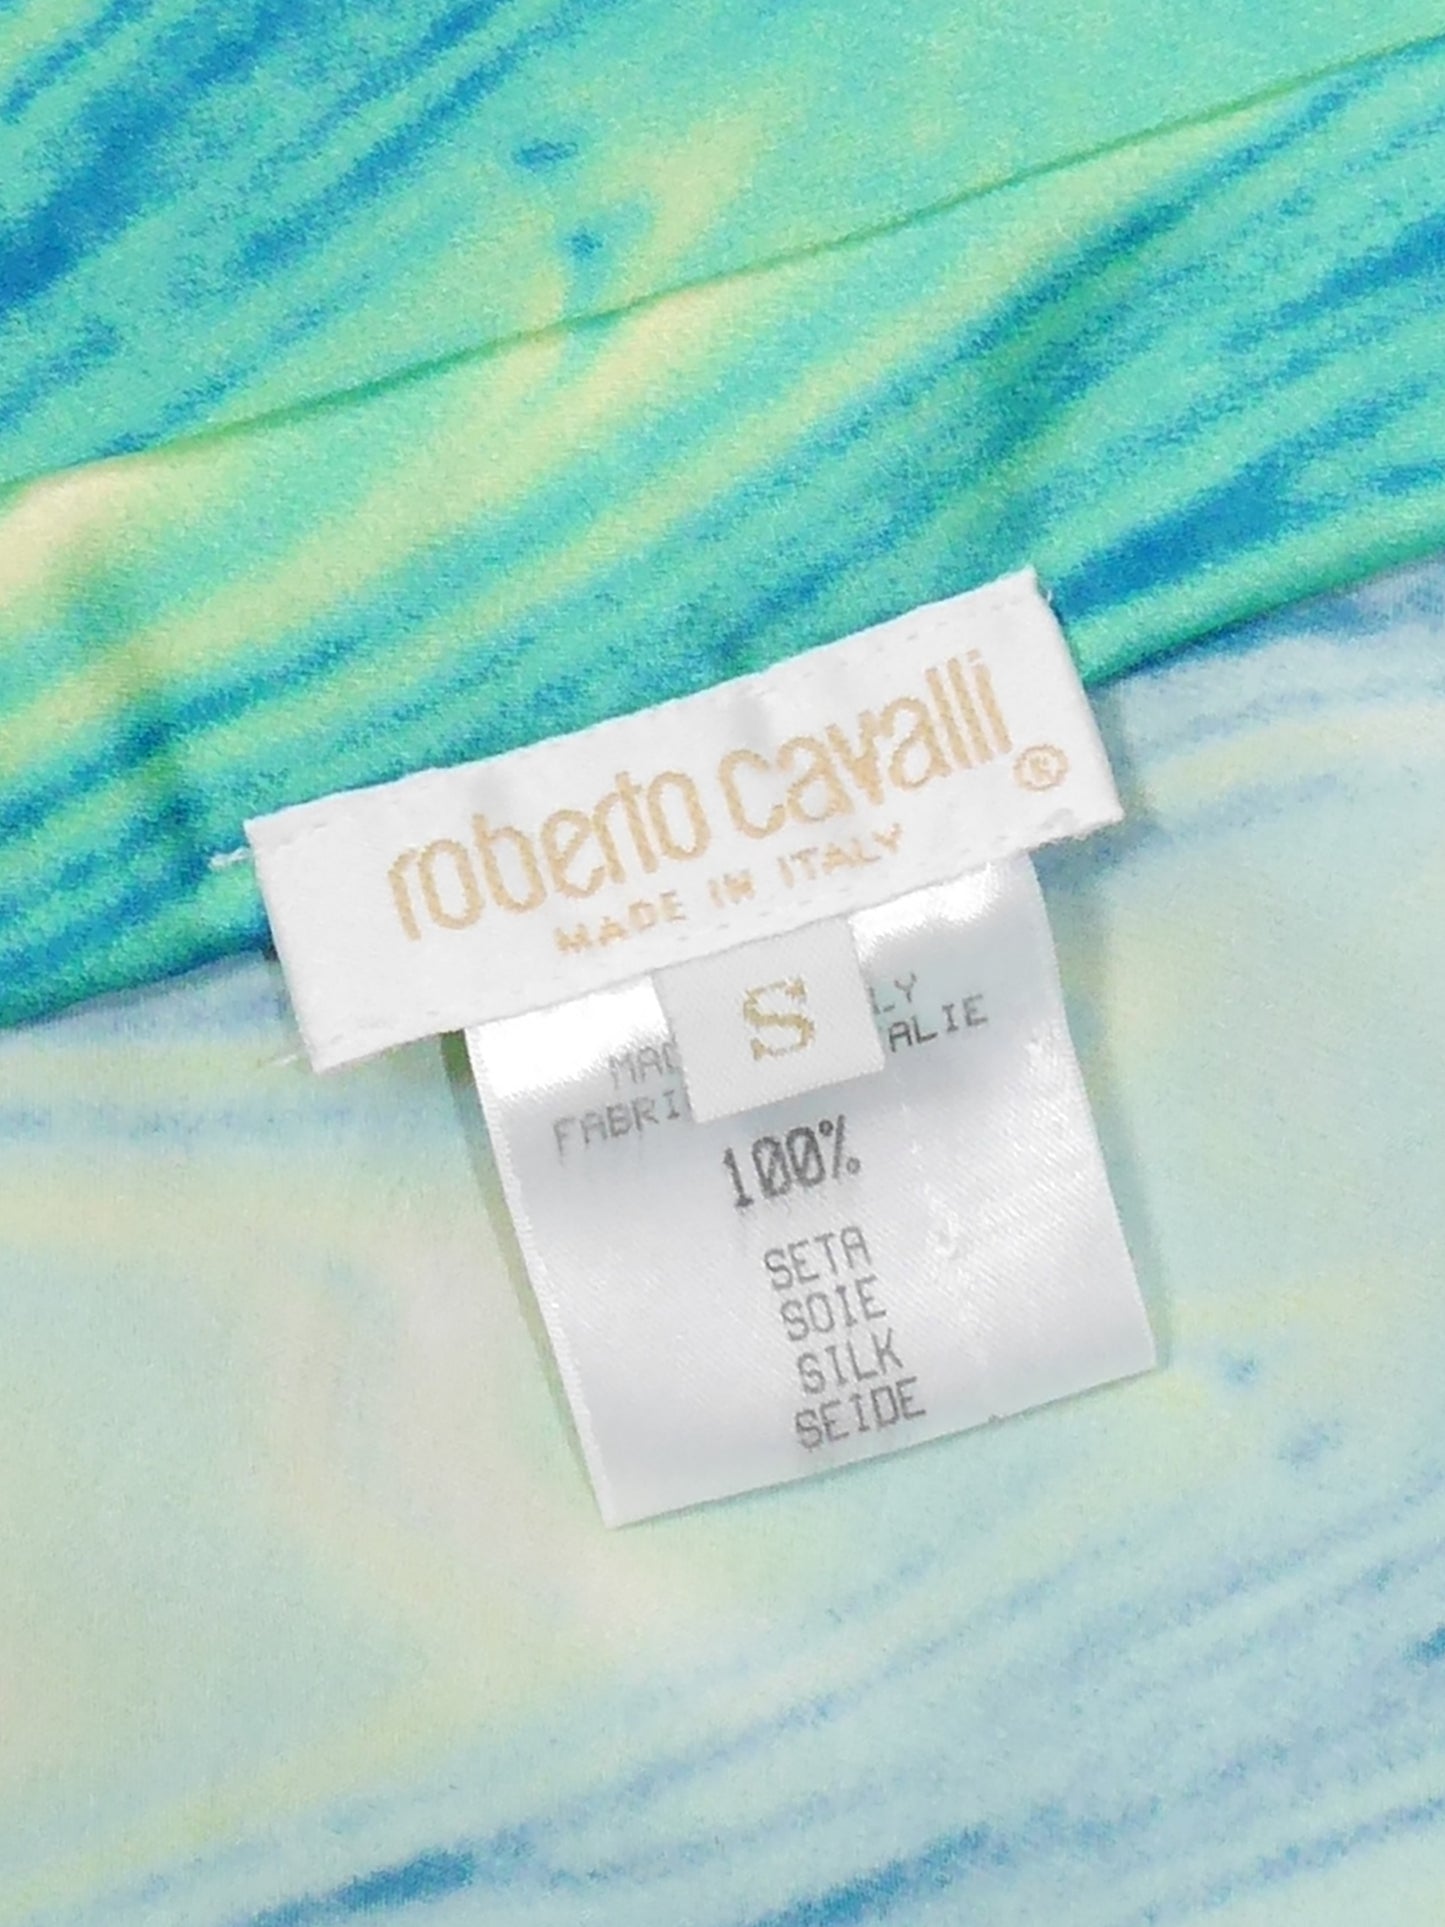 roberto cavalli ®
MADE IN ITALY
S
100%
SETA
SOIE
SILK
SEIDE